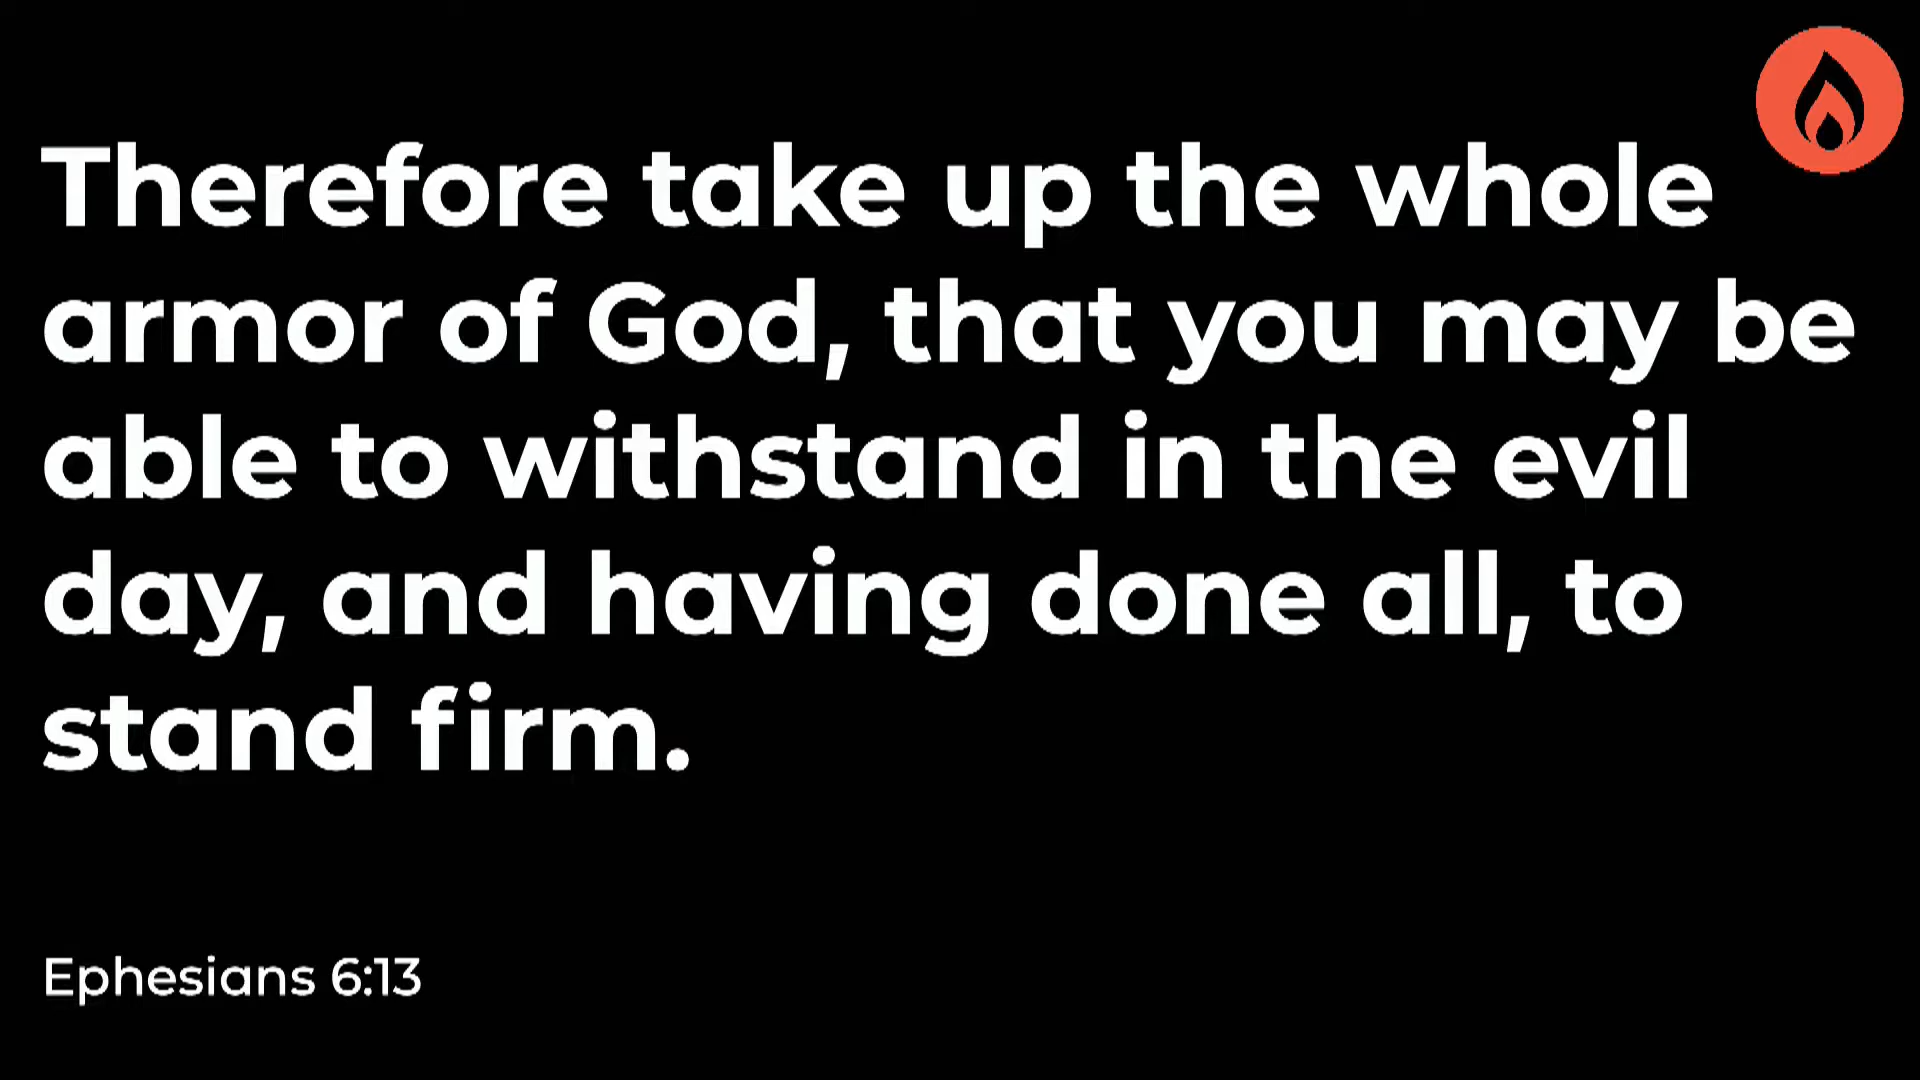 Therefore take up the whole
armor of God, that you may be
able to withstand in the evil
day, and having done all, to
stand firm.
Ephesians 6:13